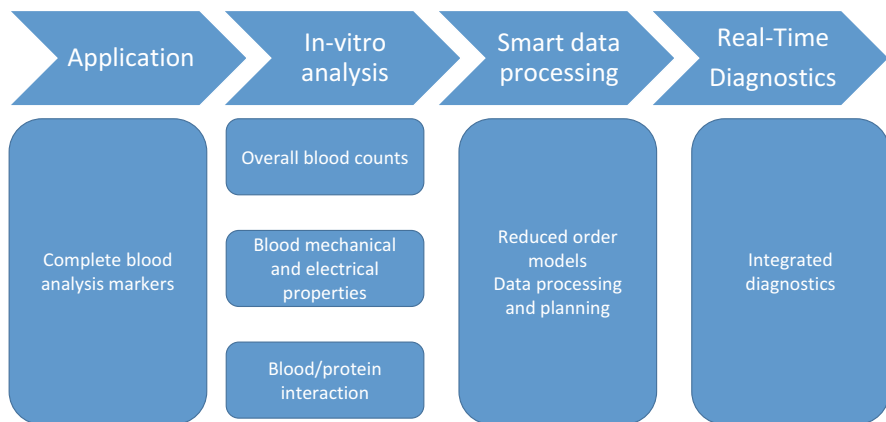 Application
In-vitro
analysis
Smart data
processing
Real-Time
Diagnostics
Complete blood
analysis markers
Overall blood counts
Blood mechanical
and electrical
properties
Blood/protein
interaction
Reduced order
models
Data processing
and planning
Integrated
diagnostics